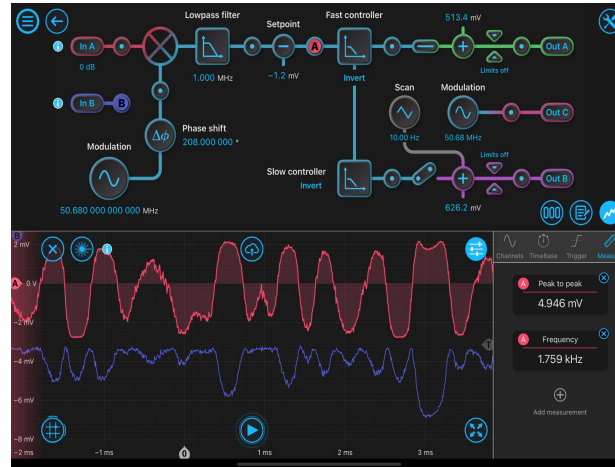 Lowpass filter
Setpoint
Fast controller
513.4 mV
In A
A
Out A
0 dB
1.000 MHz
−1.2 mV
Invert
Limits off
In B
B
Scan
Modulation
Phase shift
Δϕ
208.000 000 °
10.00 Hz
50.68 MHz
Out C
Modulation
Slow controller
Invert
Limits off
Out B
50.680 000 000 000 MHz
626.2 mV
B
2 mV
A
0 V
−2 mV
−4 mV
−6 mV
−8 mV
−2 ms
−1 ms
0
1 ms
2 ms
3 ms
T
Channels
Timebase
Trigger
A
Peak to peak
4.946 mV
A
Frequency
1.759 kHz
Add measurement